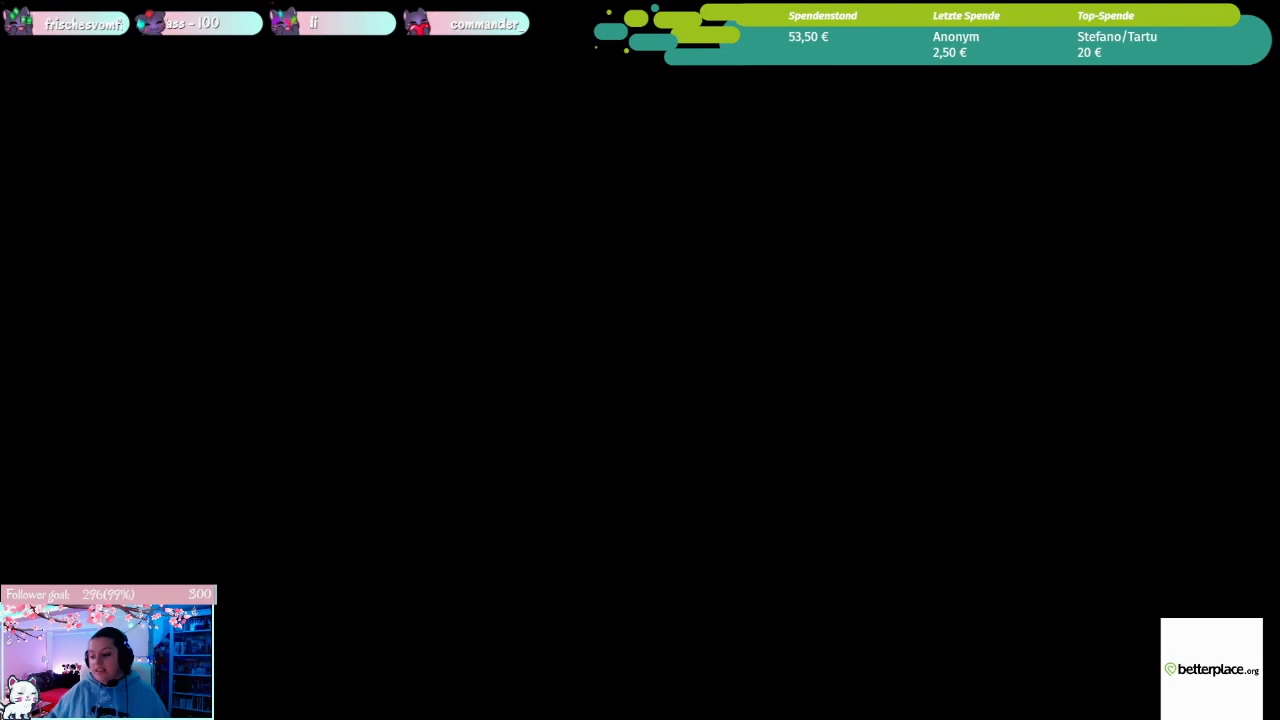 frischesvomf
ass - 100
li
commander_
Spendenstand
Letzte Spende
Top-Spende
53,50 €
Anonym
2,50 €
Stefano/Tartu
20 €
Follower goal: 296(99%) 300
betterplace.org